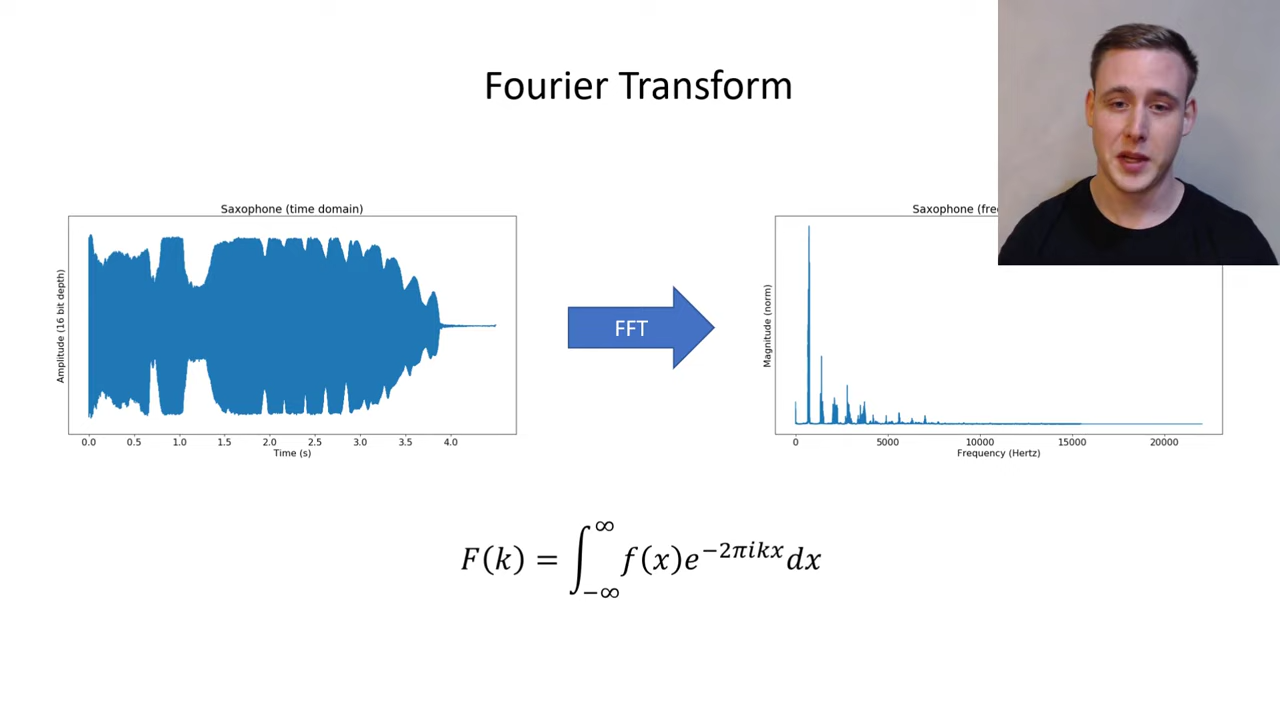 Fourier Transform
Saxophone (time domain)
Amplitude (16 bit depth)
0.0 0.5 1.0 1.5 2.0 2.5 3.0 3.5 4.0
Time (s)
FFT
Saxophone
Magnitude (norm)
0 5000 10000 15000 20000
Frequency (Hertz)
F(k) = ∫_{-∞}^{∞} f(x)e^{-2πikx}dx